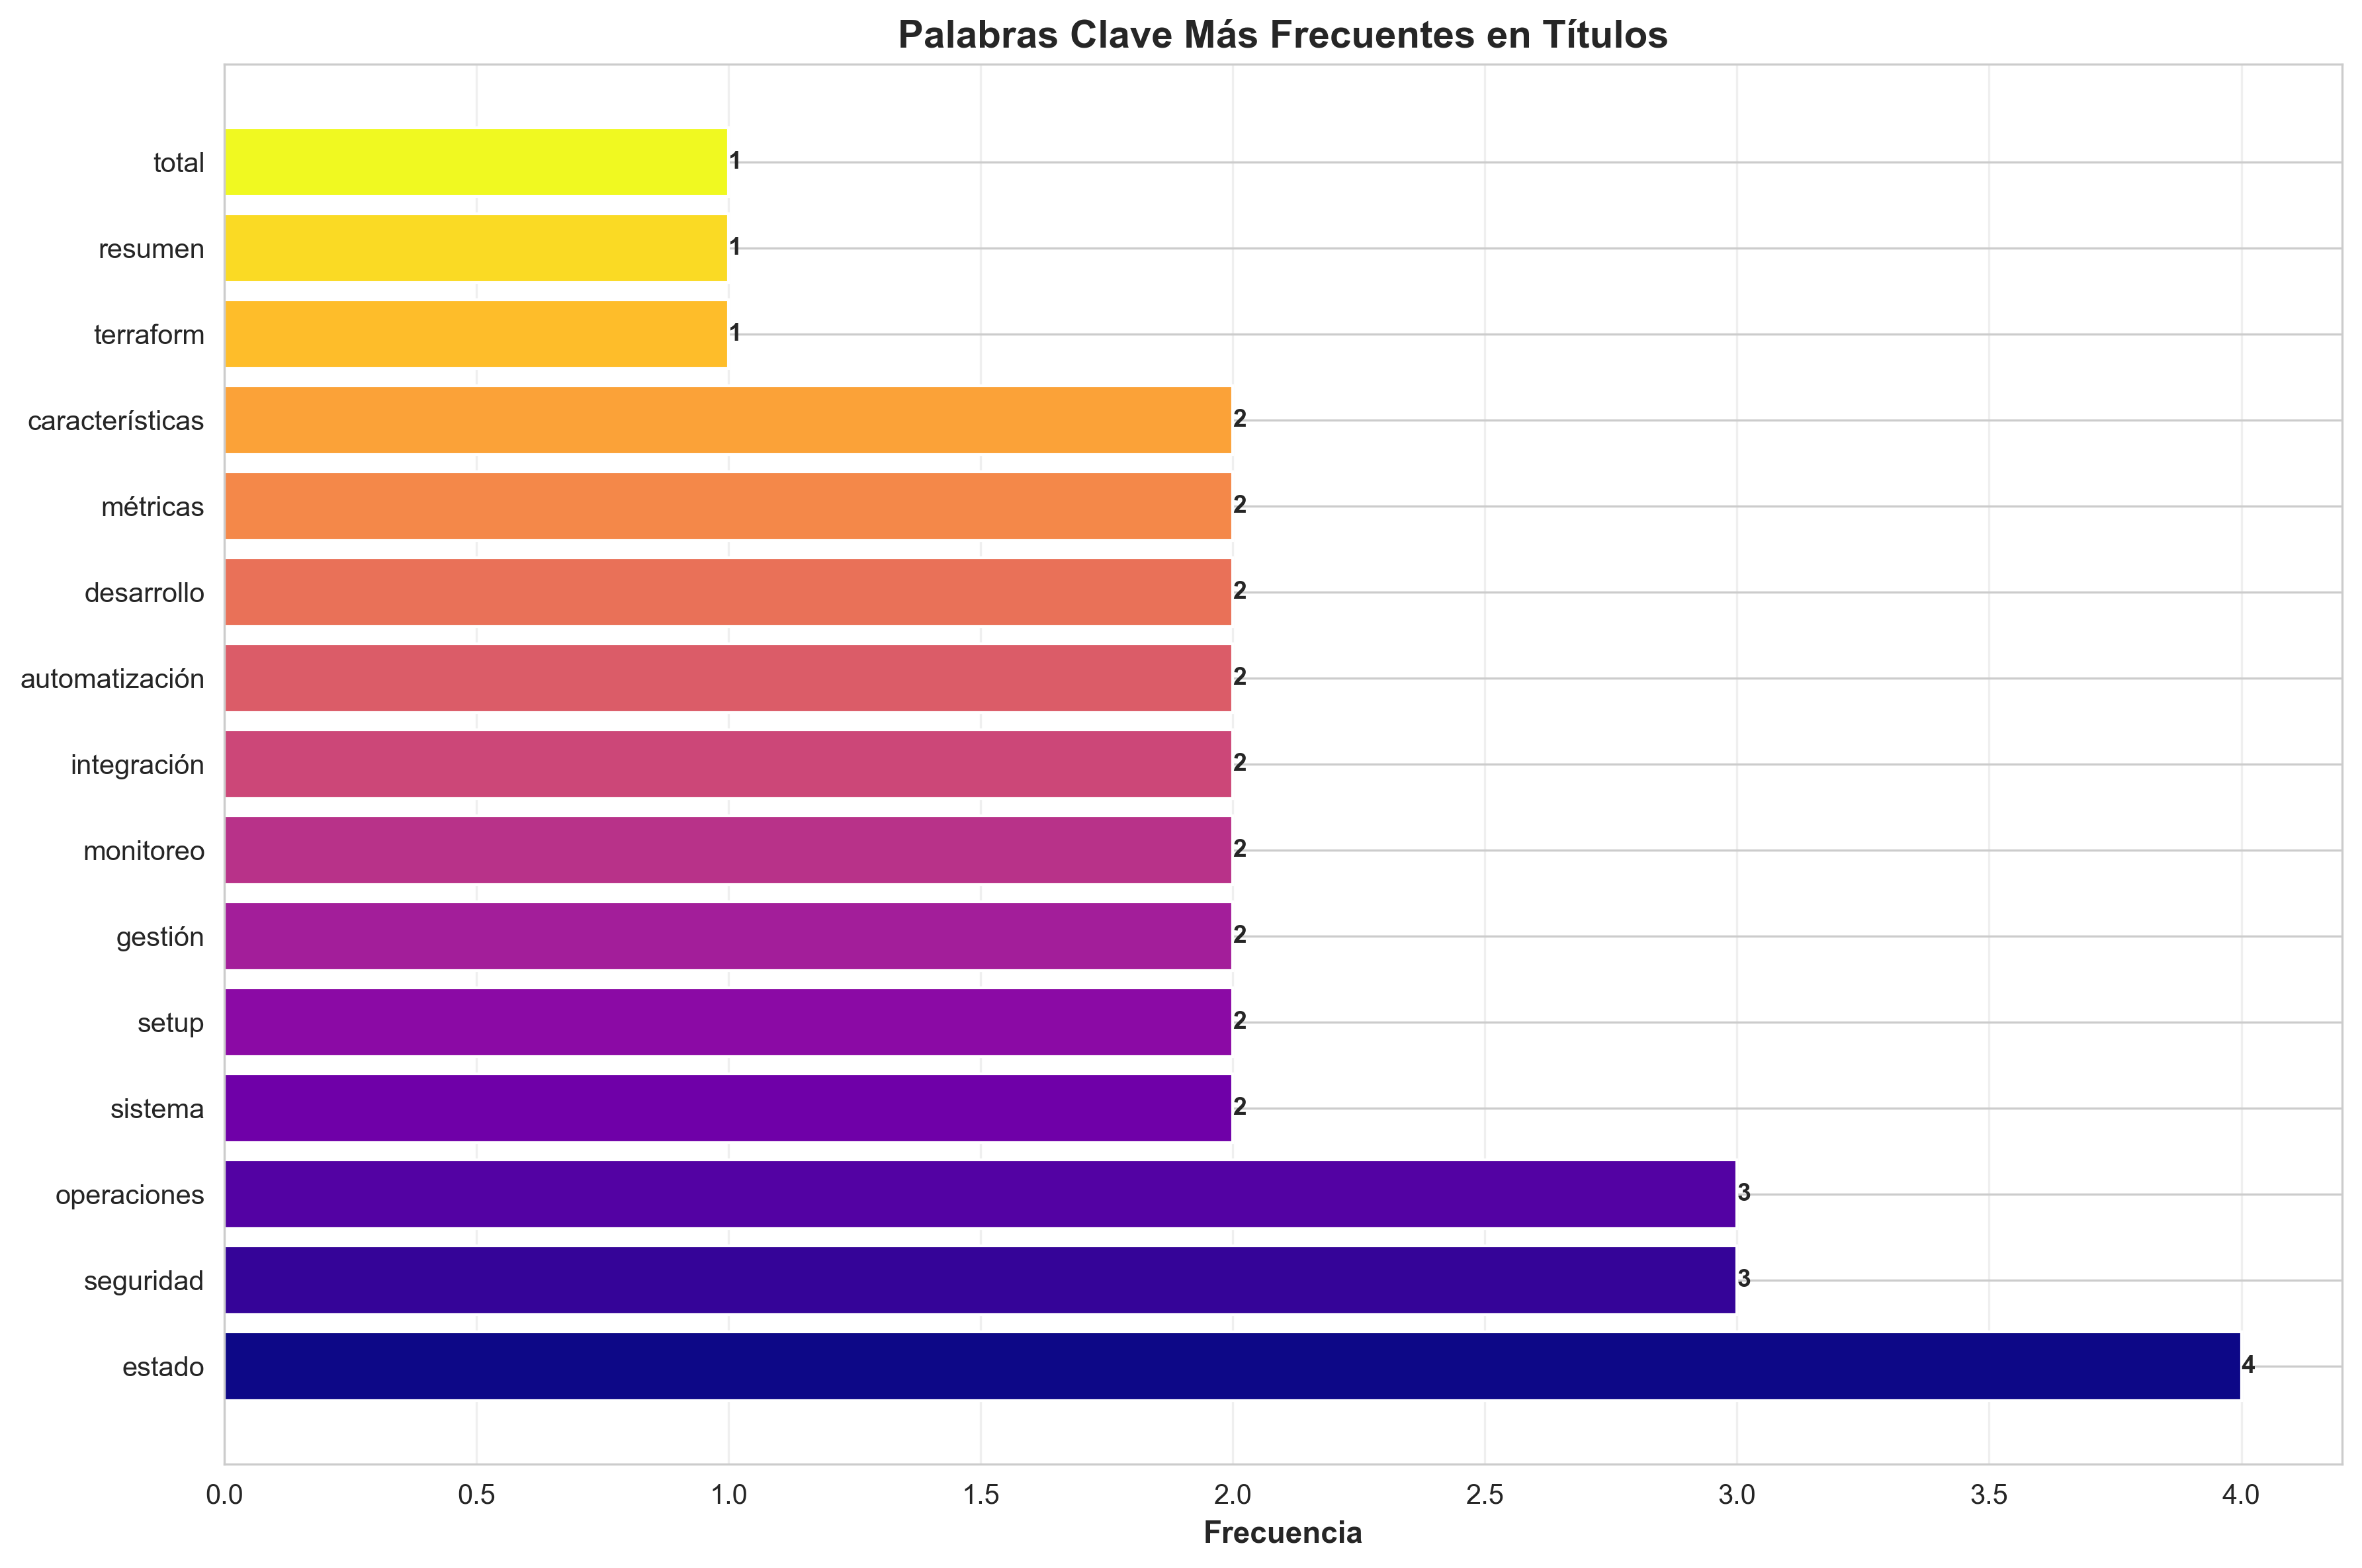 Palabras Clave Más Frecuentes en Títulos
total 1
resumen 1
terraform 1
características 2
métricas 2
desarrollo 2
automatización 2
integración 2
monitoreo 2
gestión 2
setup 2
sistema 2
operaciones 3
seguridad 3
estado 4
0.0 0.5 1.0 1.5 2.0 2.5 3.0 3.5 4.0
Frecuencia